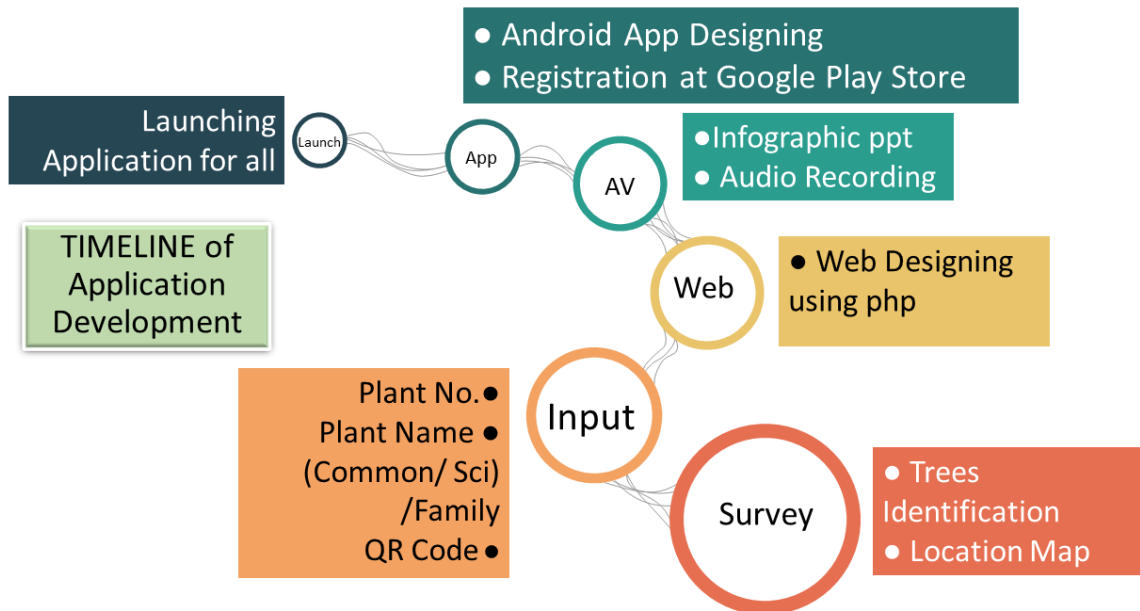 ● Android App Designing
● Registration at Google Play Store
Launching
Application for all
Launch
App
AV
●Infographic ppt
● Audio Recording
TIMELINE of
Application
Development
Web
● Web Designing
using php
Plant No.●
Plant Name ●
(Common/ Sci)
/Family
QR Code●
Input
Survey
● Trees
Identification
● Location Map